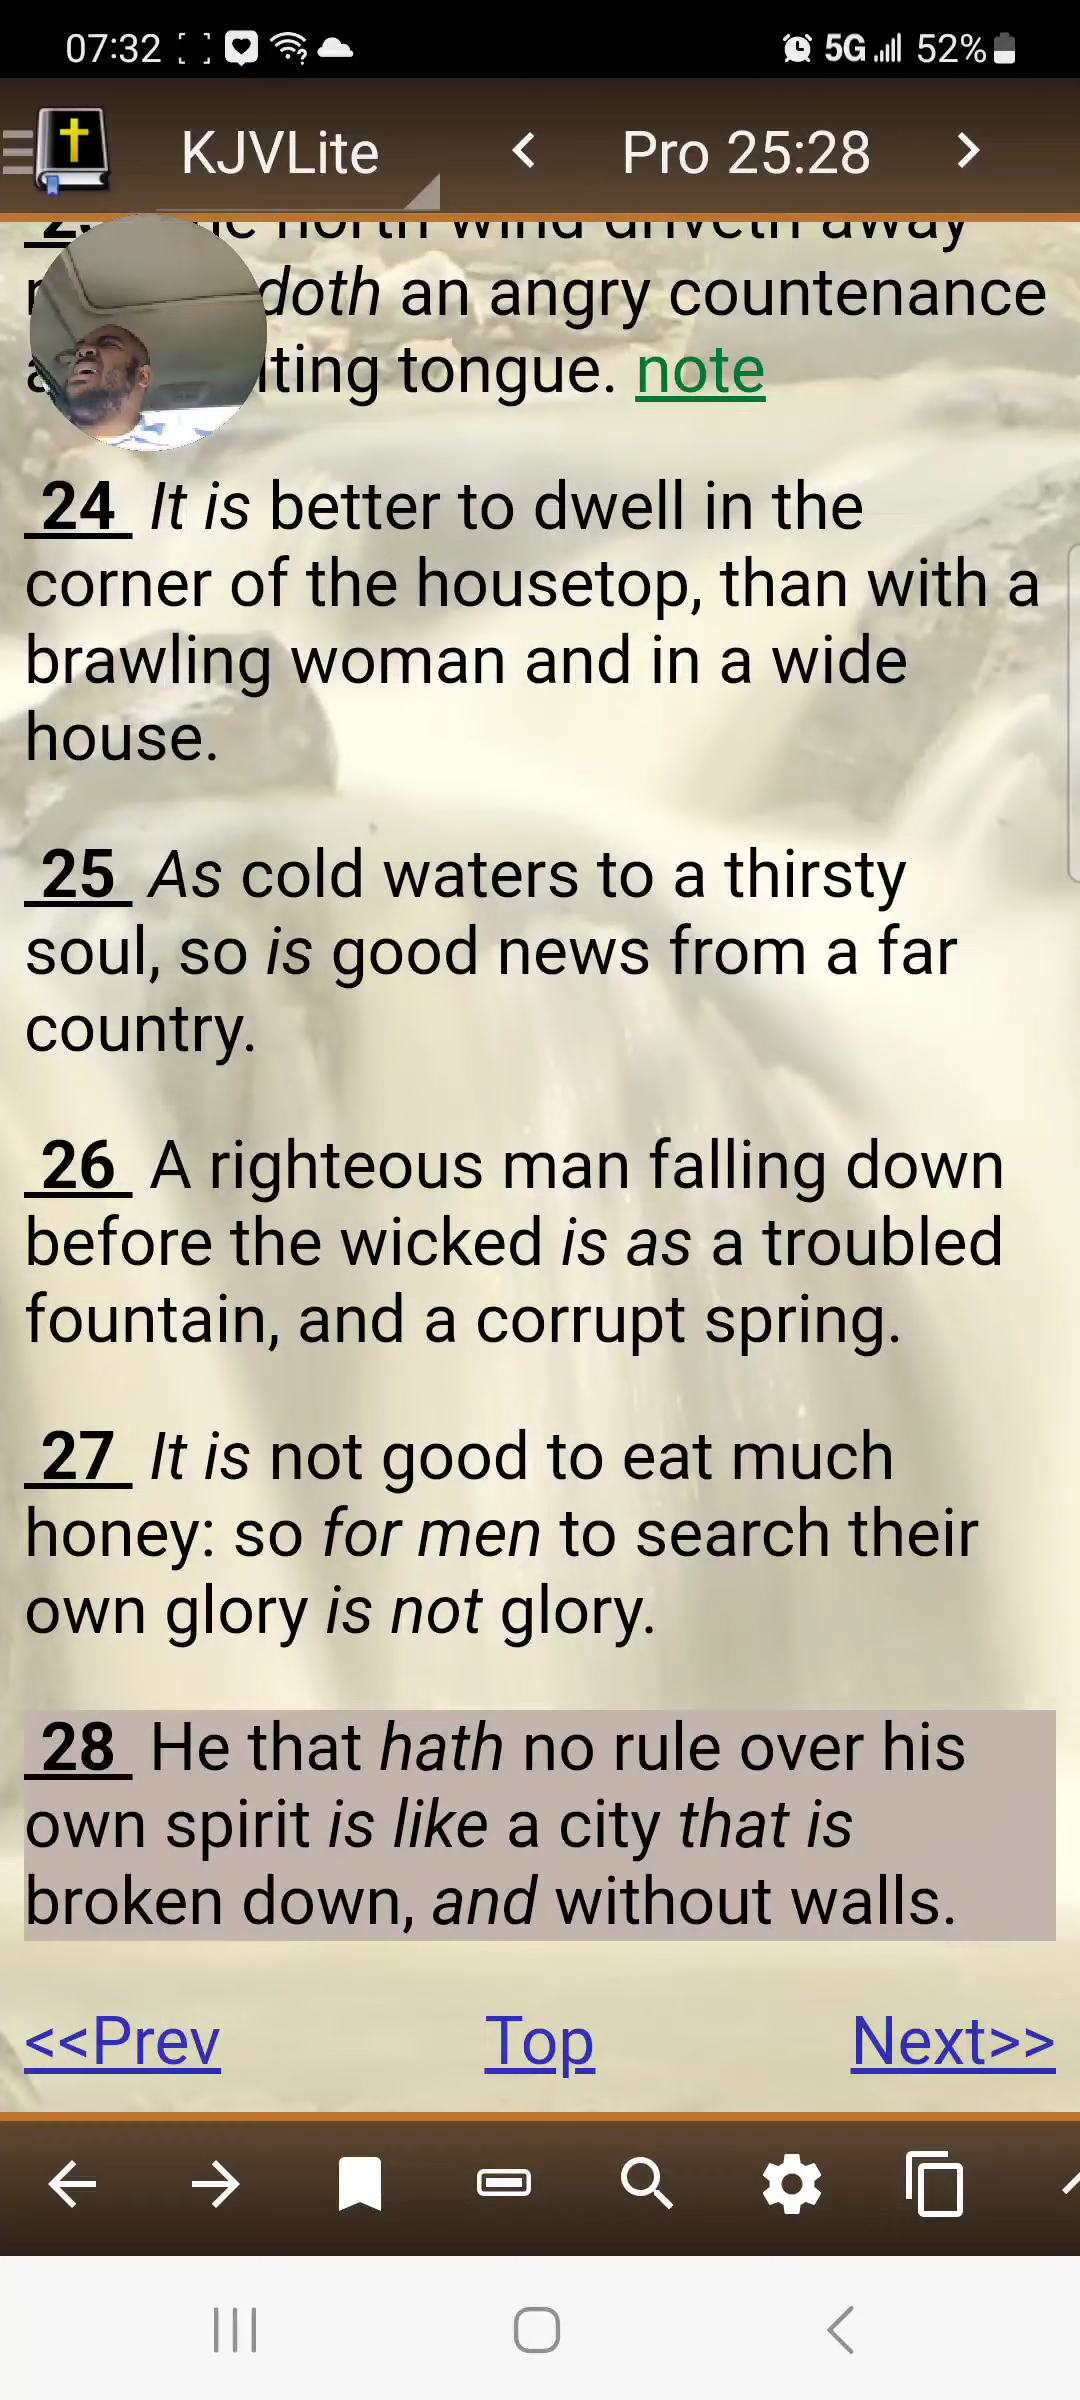 07:32 5G 52%
KJVLite < Pro 25:28 >
north wind driveth away
doth an angry countenance
tongue. note
24 It is better to dwell in the
corner of the housetop, than with a
brawling woman and in a wide
house.
25 As cold waters to a thirsty
soul, so is good news from a far
country.
26 A righteous man falling down
before the wicked is as a troubled
fountain, and a corrupt spring.
27 It is not good to eat much
honey: so for men to search their
own glory is not glory.
28 He that hath no rule over his
own spirit is like a city that is
broken down, and without walls.
<<Prev Top Next>>